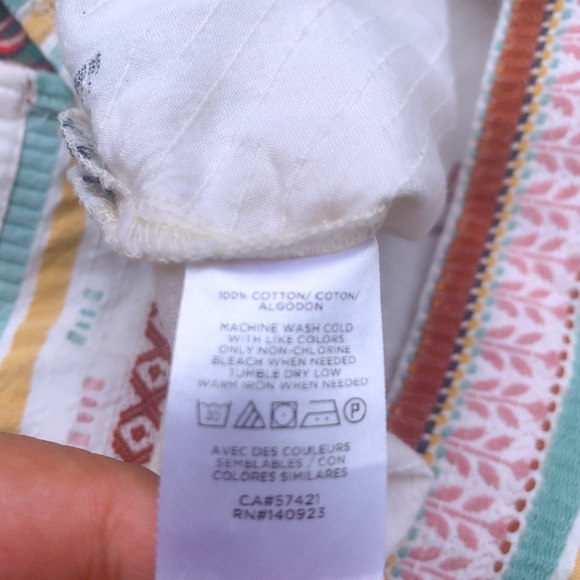 100% COTTON/ COTON/
ALGODON
MACHINE WASH COLD
WITH LIKE COLORS
ONLY NON-CHLORINE
BLEACH WHEN NEEDED
TUMBLE DRY LOW
WARM IRON WHEN NEEDED
30 P
AVEC DES COULEURS
SEMBLABLES / CON
COLORES SIMILARES
CA#57421
RN#140923